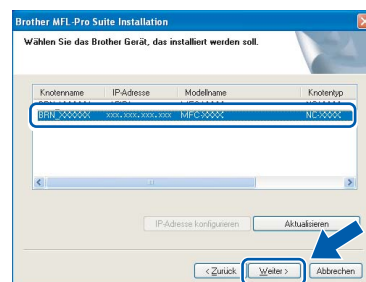 Brother MFL-Pro Suite Installation
Wählen Sie das Brother Gerät, das installiert werden soll.
Knotenname IP-Adresse Modellname Knotentyp
BRN_XXXXXX xxx.xxx.xxx.xxx MFC-XXXX NC-XXXX
IP-Adresse konfigurieren Aktualisieren
< Zurück Weiter > Abbrechen